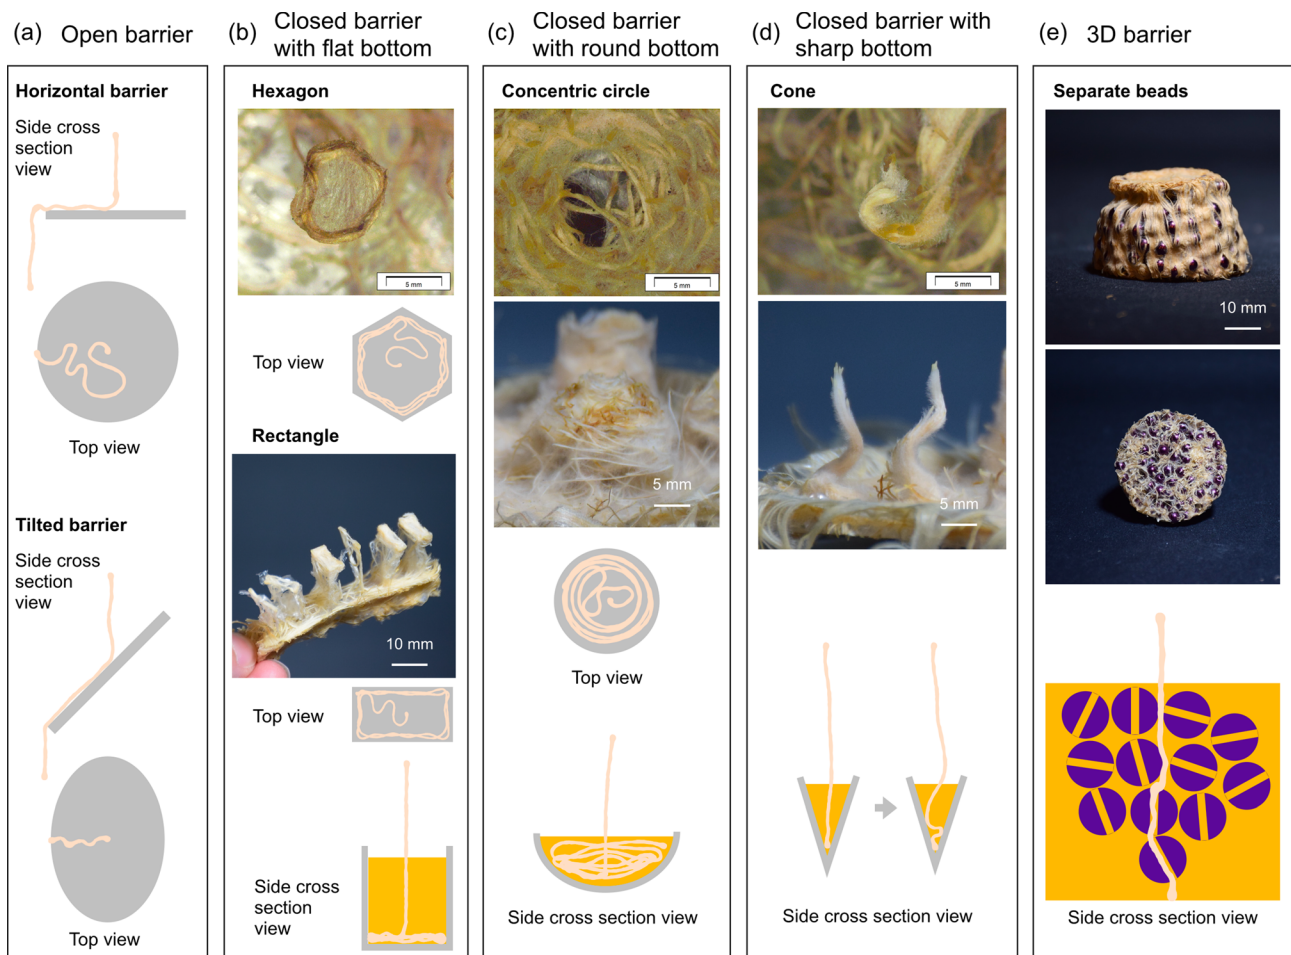 (a) Open barrier
Horizontal barrier
Side cross
section
view
Top view
Tilted barrier
Side cross
section
view
Top view
(b) Closed barrier
with flat bottom
Hexagon
5 mm
Top view
Rectangle
10 mm
Top view
Side cross
section
view
(c) Closed barrier
with round bottom
Concentric circle
5 mm
5 mm
Top view
Side cross section view
(d) Closed barrier with
sharp bottom
Cone
5 mm
5 mm
Side cross section view
(e) 3D barrier
Separate beads
10 mm
Side cross section view